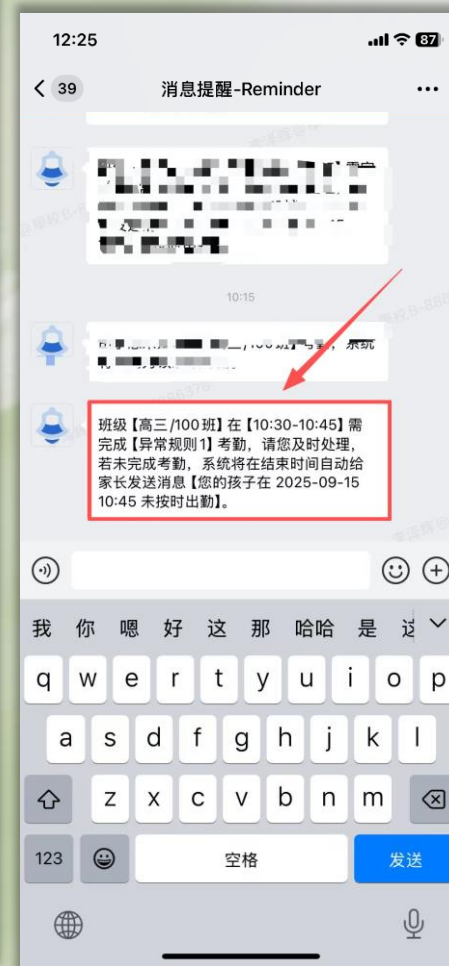 12:25
87
39
消息提醒-Reminder
10:15
班级【高三/100班】在【10:30-10:45】需
完成【异常规则1】考勤，请您及时处理，
若未完成考勤，系统将在结束时间自动给
家长发送消息【您的孩子在 2025-09-15
10:45 未按时出勤】。
我 你 嗯 好 这 那 哈哈 是 这
q w e r t y u i o p
a s d f g h j k l
z x c v b n m
123 空格 发送